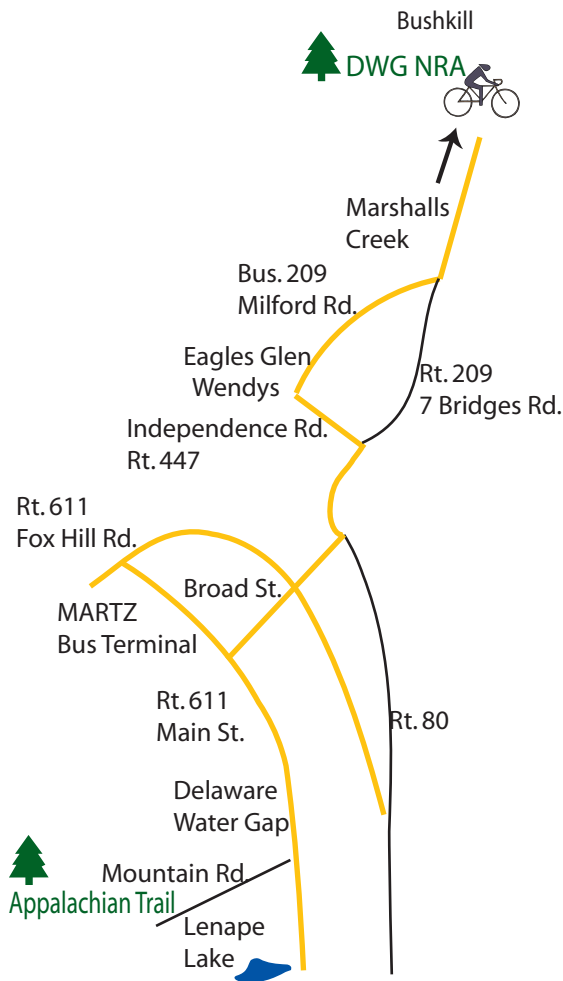 Bushkill
DWG NRA
Marshalls
Creek
Bus. 209
Milford Rd.
Eagles Glen
Wendys
Rt. 209
7 Bridges Rd.
Independence Rd.
Rt. 447
Rt. 611
Fox Hill Rd.
Broad St.
MARTZ
Bus Terminal
Rt. 611
Main St.
Rt. 80
Delaware
Water Gap
Mountain Rd.
Appalachian Trail
Lenape
Lake